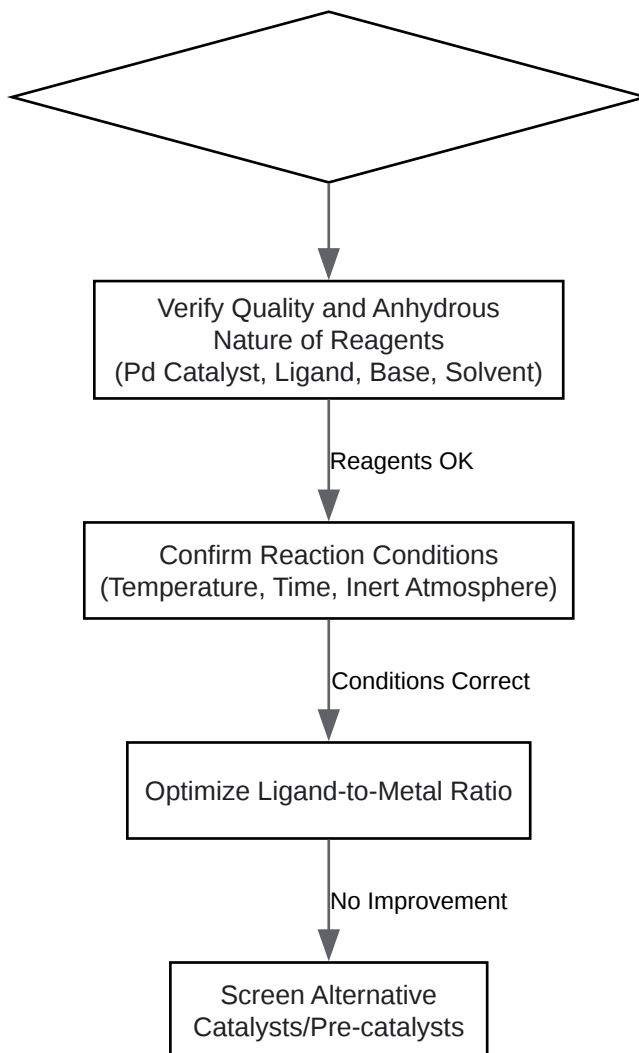 Verify Quality and Anhydrous
Nature of Reagents
(Pd Catalyst, Ligand, Base, Solvent)
Reagents OK
Confirm Reaction Conditions
(Temperature, Time, Inert Atmosphere)
Conditions Correct
Optimize Ligand-to-Metal Ratio
No Improvement
Screen Alternative
Catalysts/Pre-catalysts